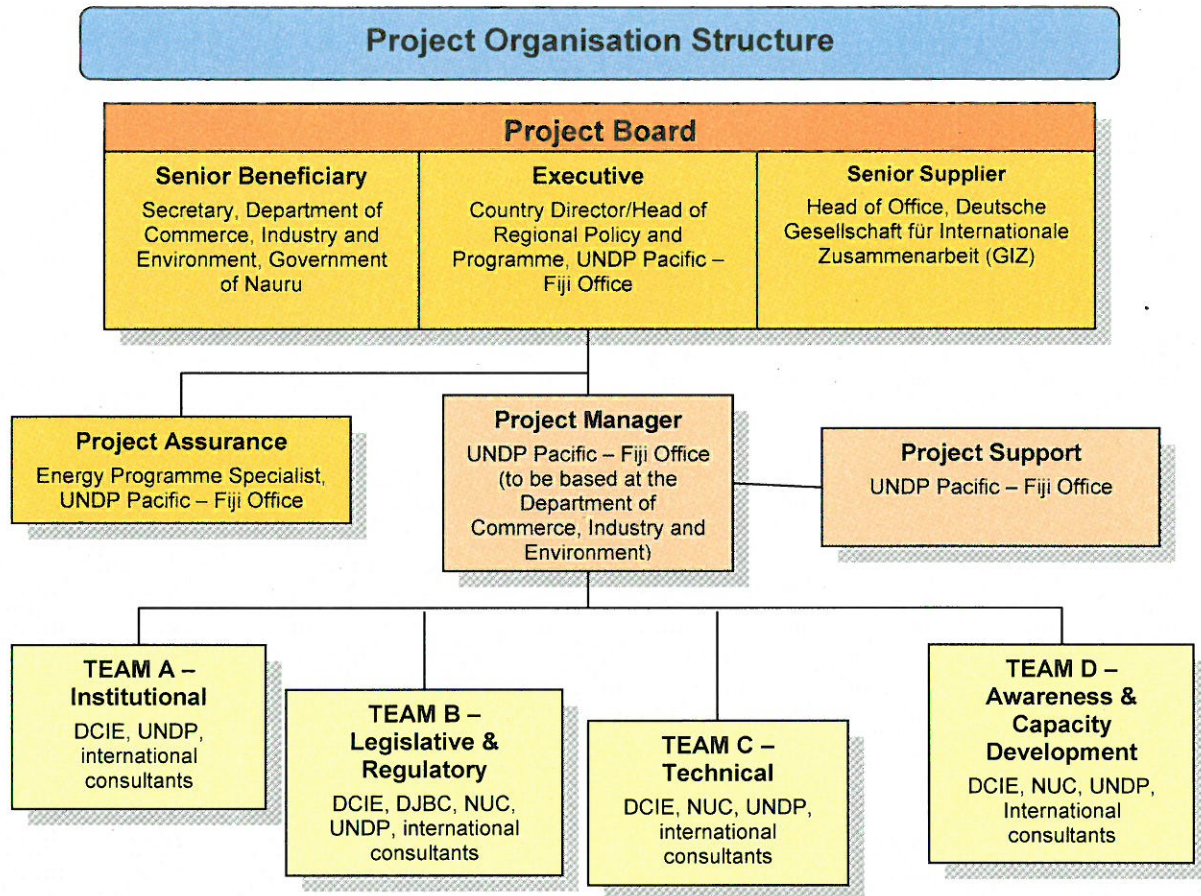 Project Organisation Structure
Project Board
Senior Beneficiary
Secretary, Department of
Commerce, Industry and
Environment, Government
of Nauru
Executive
Country Director/Head of
Regional Policy and
Programme, UNDP Pacific –
Fiji Office
Senior Supplier
Head of Office, Deutsche
Gesellschaft für Internationale
Zusammenarbeit (GIZ)
Project Assurance
Energy Programme Specialist,
UNDP Pacific – Fiji Office
Project Manager
UNDP Pacific – Fiji Office
(to be based at the
Department of
Commerce, Industry and
Environment)
Project Support
UNDP Pacific – Fiji Office
TEAM A –
Institutional
DCIE, UNDP,
international
consultants
TEAM B –
Legislative &
Regulatory
DCIE, DJBC, NUC,
UNDP, international
consultants
TEAM C –
Technical
DCIE, NUC, UNDP,
international
consultants
TEAM D –
Awareness &
Capacity
Development
DCIE, NUC, UNDP,
International
consultants